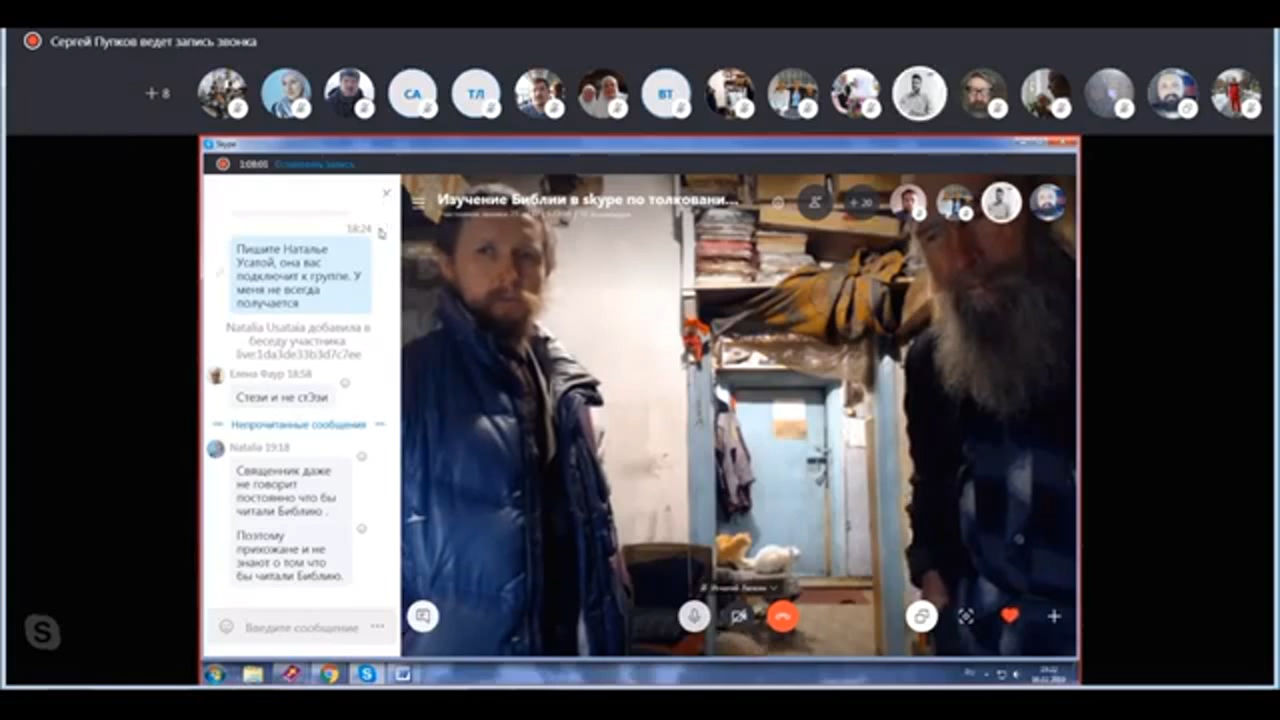 Сергей Пупков ведет запись звонка
+ 8
СА
ТЛ
ВТ
Skype
1:08:05 Остановить запись
Изучение Библии в skype по толковани...
+ 20
18:24
Пишите Наталье
Усатой, она вас
подключит к группе. У
меня не всегда
получается
Natalia Usataia добавила в
беседу участника
live:1da3de33b3d7c7ee
Елена Фаур 18:58
Стези и не стЭзи
Непрочитанные сообщения
Natalia 19:18
Священник даже
не говорит
постоянно что бы
читали Библию .
Поэтому
прихожане и не
знают о том что
бы читали Библию.
Введите сообщение
S